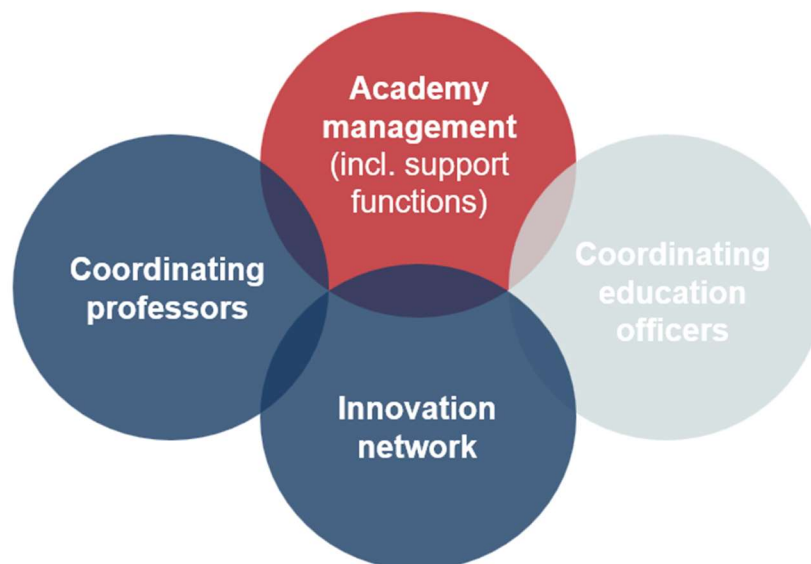 Academy
management
(incl. support
functions)
Coordinating
professors
Coordinating
education
officers
Innovation
network